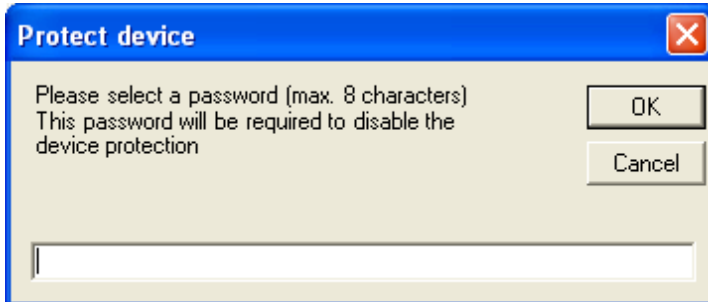 Protect device
Please select a password (max. 8 characters)
This password will be required to disable the
device protection
OK
Cancel